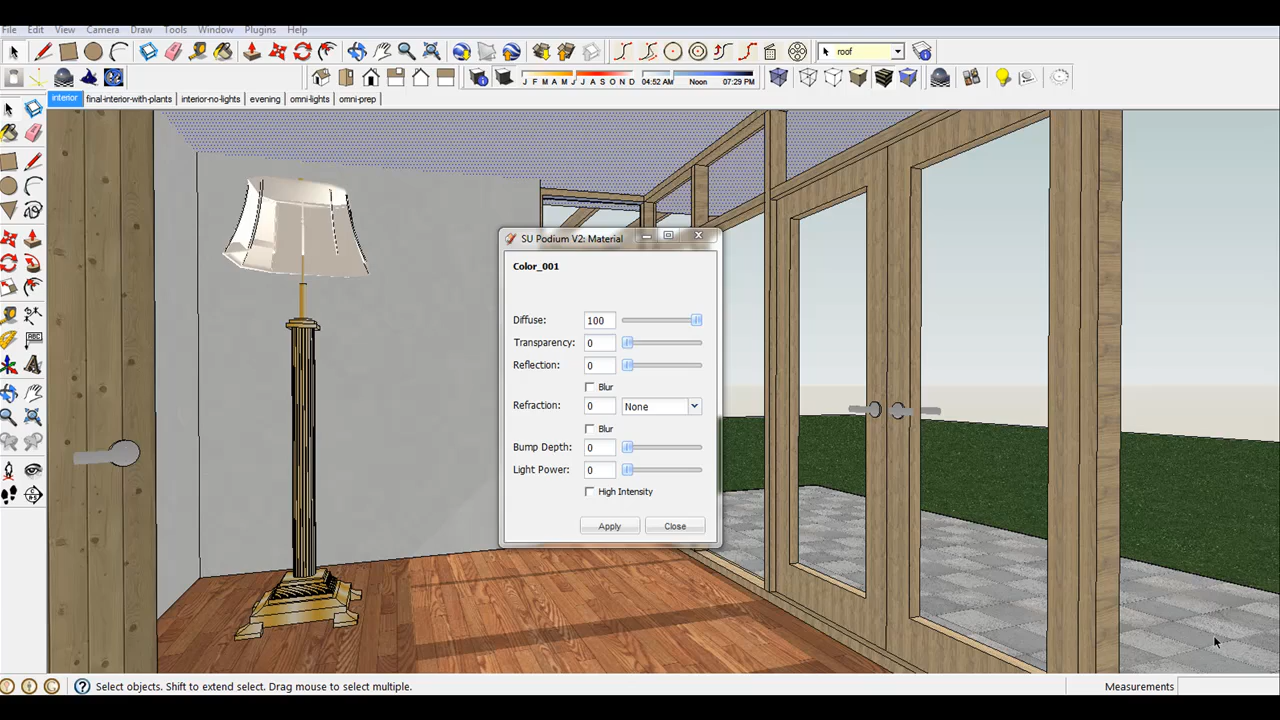 File Edit View Camera Draw Tools Window Plugins Help
roof
J F M A M J J A S O N D 04:52 AM Noon 07:29 PM
interior final-interior-with-plants interior-no-lights evening omni-lights omni-prep
SU Podium V2: Material
Color_001
Diffuse: 100
Transparency: 0
Reflection: 0
Blur
Refraction: 0 None
Blur
Bump Depth: 0
Light Power: 0
High Intensity
Apply Close
Select objects. Shift to extend select. Drag mouse to select multiple. Measurements